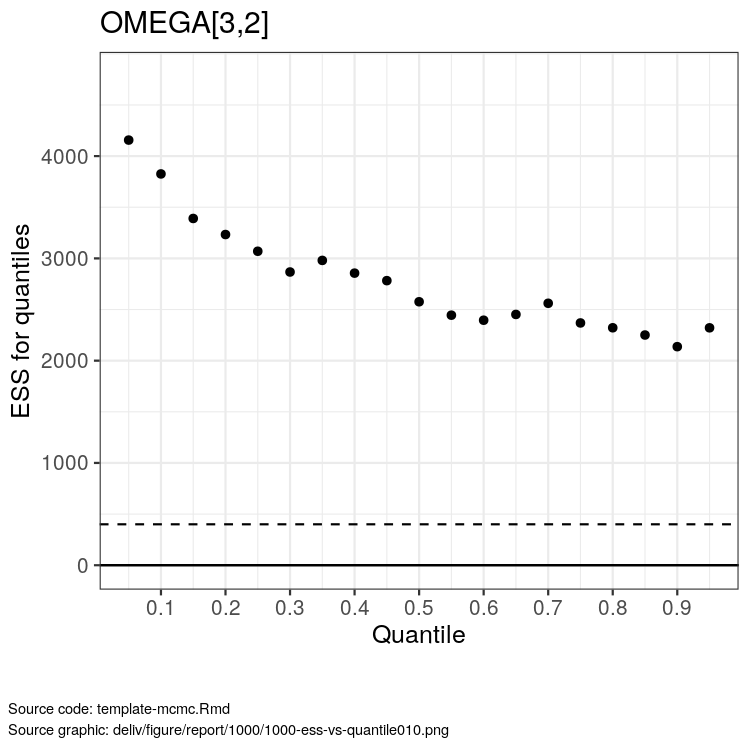 OMEGA[3,2]
ESS for quantiles
4000
3000
2000
1000
0
0.1 0.2 0.3 0.4 0.5 0.6 0.7 0.8 0.9
Quantile
Source code: template-mcmc.Rmd
Source graphic: deliv/figure/report/1000/1000-ess-vs-quantile010.png